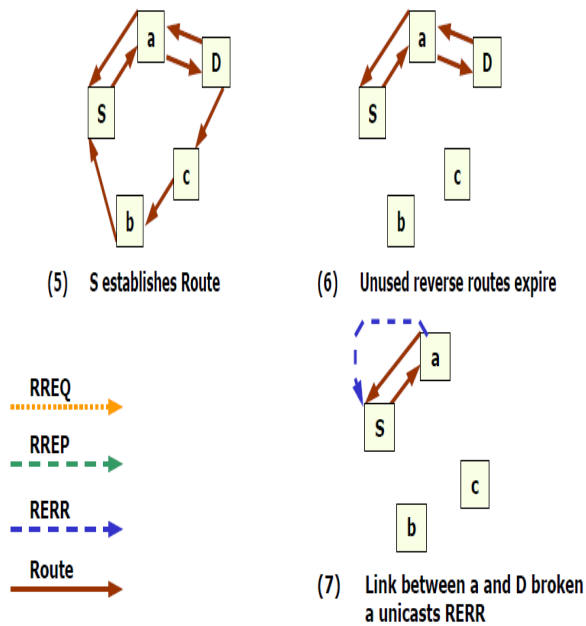 a
D
S
c
b
(5) S establishes Route
a
D
S
c
b
(6) Unused reverse routes expire
RREQ
RREP
RERR
Route
a
S
c
b
(7) Link between a and D broken
a unicasts RERR